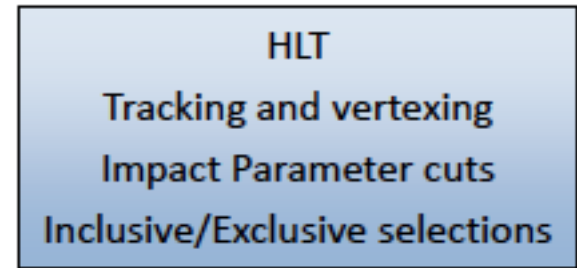 HLT
Tracking and vertexing
Impact Parameter cuts
Inclusive/Exclusive selections